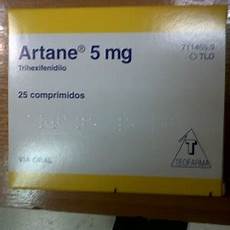 Artane® 5 mg
Trihexifenidilo
25 comprimidos
VIA ORAL
T
TEOFARMA